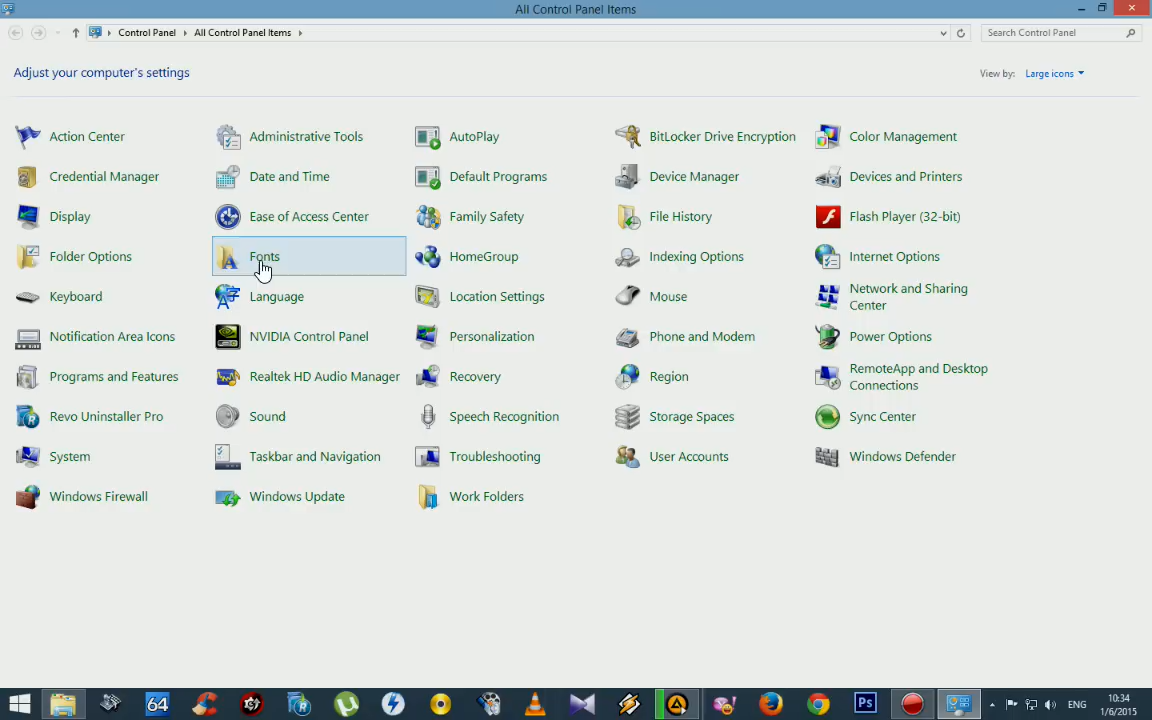 All Control Panel Items
Control Panel All Control Panel Items
Search Control Panel
Adjust your computer's settings
View by: Large icons
Action Center Administrative Tools AutoPlay BitLocker Drive Encryption Color Management
Credential Manager Date and Time Default Programs Device Manager Devices and Printers
Display Ease of Access Center Family Safety File History Flash Player (32-bit)
Folder Options Fonts HomeGroup Indexing Options Internet Options
Keyboard Language Location Settings Mouse Network and Sharing
Center
Notification Area Icons NVIDIA Control Panel Personalization Phone and Modem Power Options
Programs and Features Realtek HD Audio Manager Recovery Region RemoteApp and Desktop
Connections
Revo Uninstaller Pro Sound Speech Recognition Storage Spaces Sync Center
System Taskbar and Navigation Troubleshooting User Accounts Windows Defender
Windows Firewall Windows Update Work Folders
64
Ps
ENG
10:34
1/6/2015